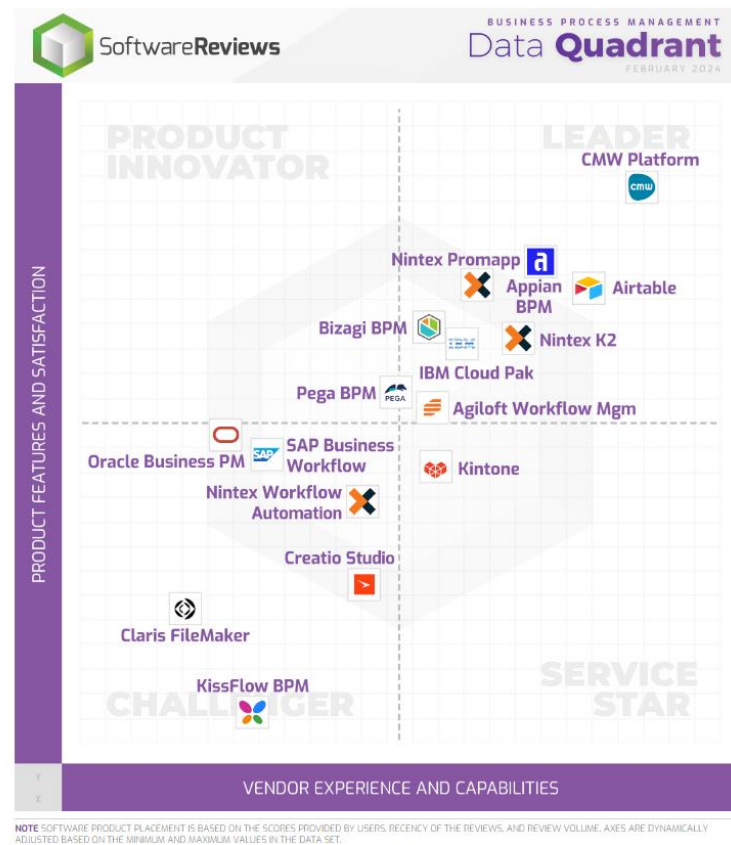 SoftwareReviews
BUSINESS PROCESS MANAGEMENT
Data Quadrant
FEBRUARY 2024
PRODUCT
INNOVATOR
LEADER
CMW Platform
cmw
Nintex Promapp
a
Appian
BPM
Airtable
Bizagi BPM
IBM
Nintex K2
IBM Cloud Pak
Pega BPM
PEGA
Agiloft Workflow Mgm
Oracle Business PM
SAP
SAP Business
Workflow
Kintone
Nintex Workflow
Automation
Creatio Studio
Claris FileMaker
KissFlow BPM
CHALLENGER
SERVICE
STAR
PRODUCT FEATURES AND SATISFACTION
Y
X
VENDOR EXPERIENCE AND CAPABILITIES
NOTE SOFTWARE PRODUCT PLACEMENT IS BASED ON THE SCORES PROVIDED BY USERS, RECENCY OF THE REVIEWS, AND REVIEW VOLUME. AXES ARE DYNAMICALLY
ADJUSTED BASED ON THE MINIMUM AND MAXIMUM VALUES IN THE DATA SET.